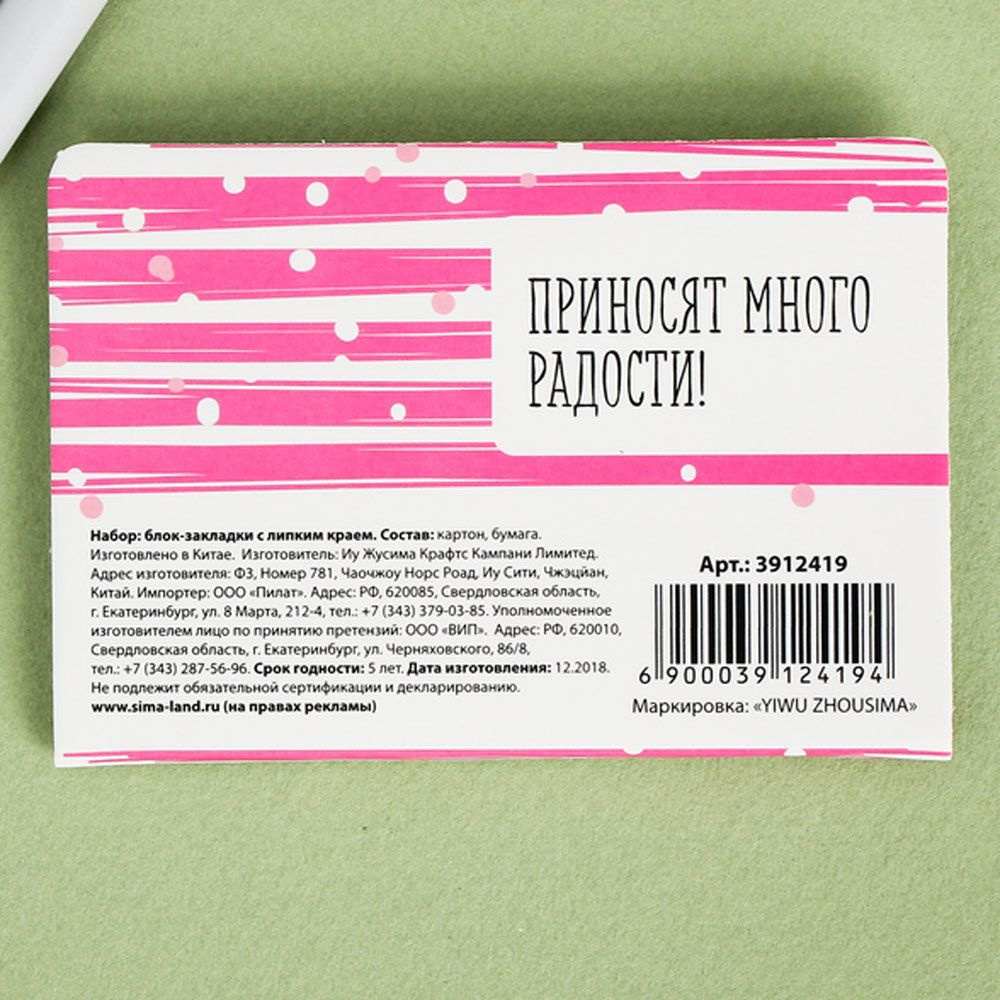 ПРИНОСЯТ МНОГО
РАДОСТИ!
Набор: блок-закладки с липким краем. Состав: картон, бумага.
Изготовлено в Китае. Изготовитель: Иу Жусима Крафтс Кампани Лимитед.
Адрес изготовителя: Ф3, Номер 781, Чаочжоу Норс Роад, Иу Сити, Чжэцйан,
Китай. Импортер: ООО «Пилат». Адрес: РФ, 620085, Свердловская область,
г. Екатеринбург, ул. 8 Марта, 212-4, тел.: +7 (343) 379-03-85. Уполномоченное
изготовителем лицо по принятию претензий: ООО «ВИП». Адрес: РФ, 620010,
Свердловская область, г. Екатеринбург, ул. Черняховского, 86/8,
тел.: +7 (343) 287-56-96. Срок годности: 5 лет. Дата изготовления: 12.2018.
Не подлежит обязательной сертификации и декларированию.
www.sima-land.ru (на правах рекламы)
Арт.: 3912419
6 900039 124194
Маркировка: «YIWU ZHOUSIMA»